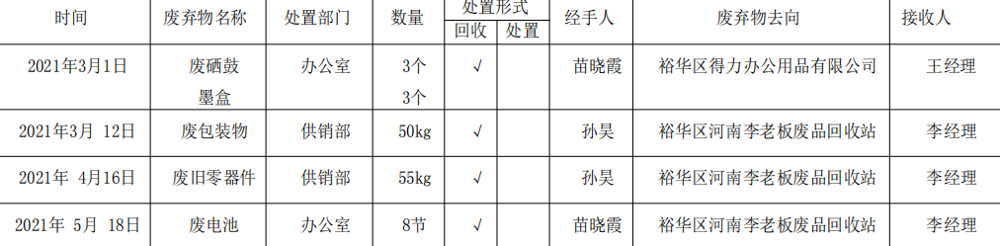 时间 废弃物名称 处置部门 数量 处置形式 经手人 废弃物去向 接收人
回收 处置
2021年3月1日 废硒鼓 办公室 3个 √ 苗晓霞 裕华区得力办公用品有限公司 王经理
墨盒 3个
2021年3月 12日 废包装物 供销部 50kg √ 孙昊 裕华区河南李老板废品回收站 李经理
2021年 4月16日 废旧零器件 供销部 55kg √ 孙昊 裕华区河南李老板废品回收站 李经理
2021年 5月 18日 废电池 办公室 8节 √ 苗晓霞 裕华区河南李老板废品回收站 李经理